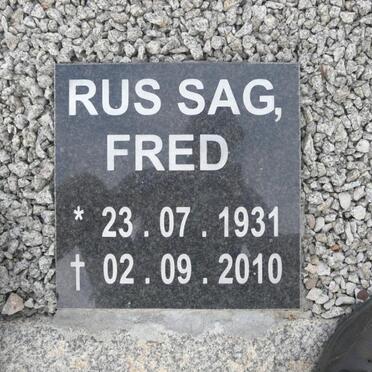 RUS SAG,
FRED
* 23 . 07 . 1931
† 02 . 09 . 2010